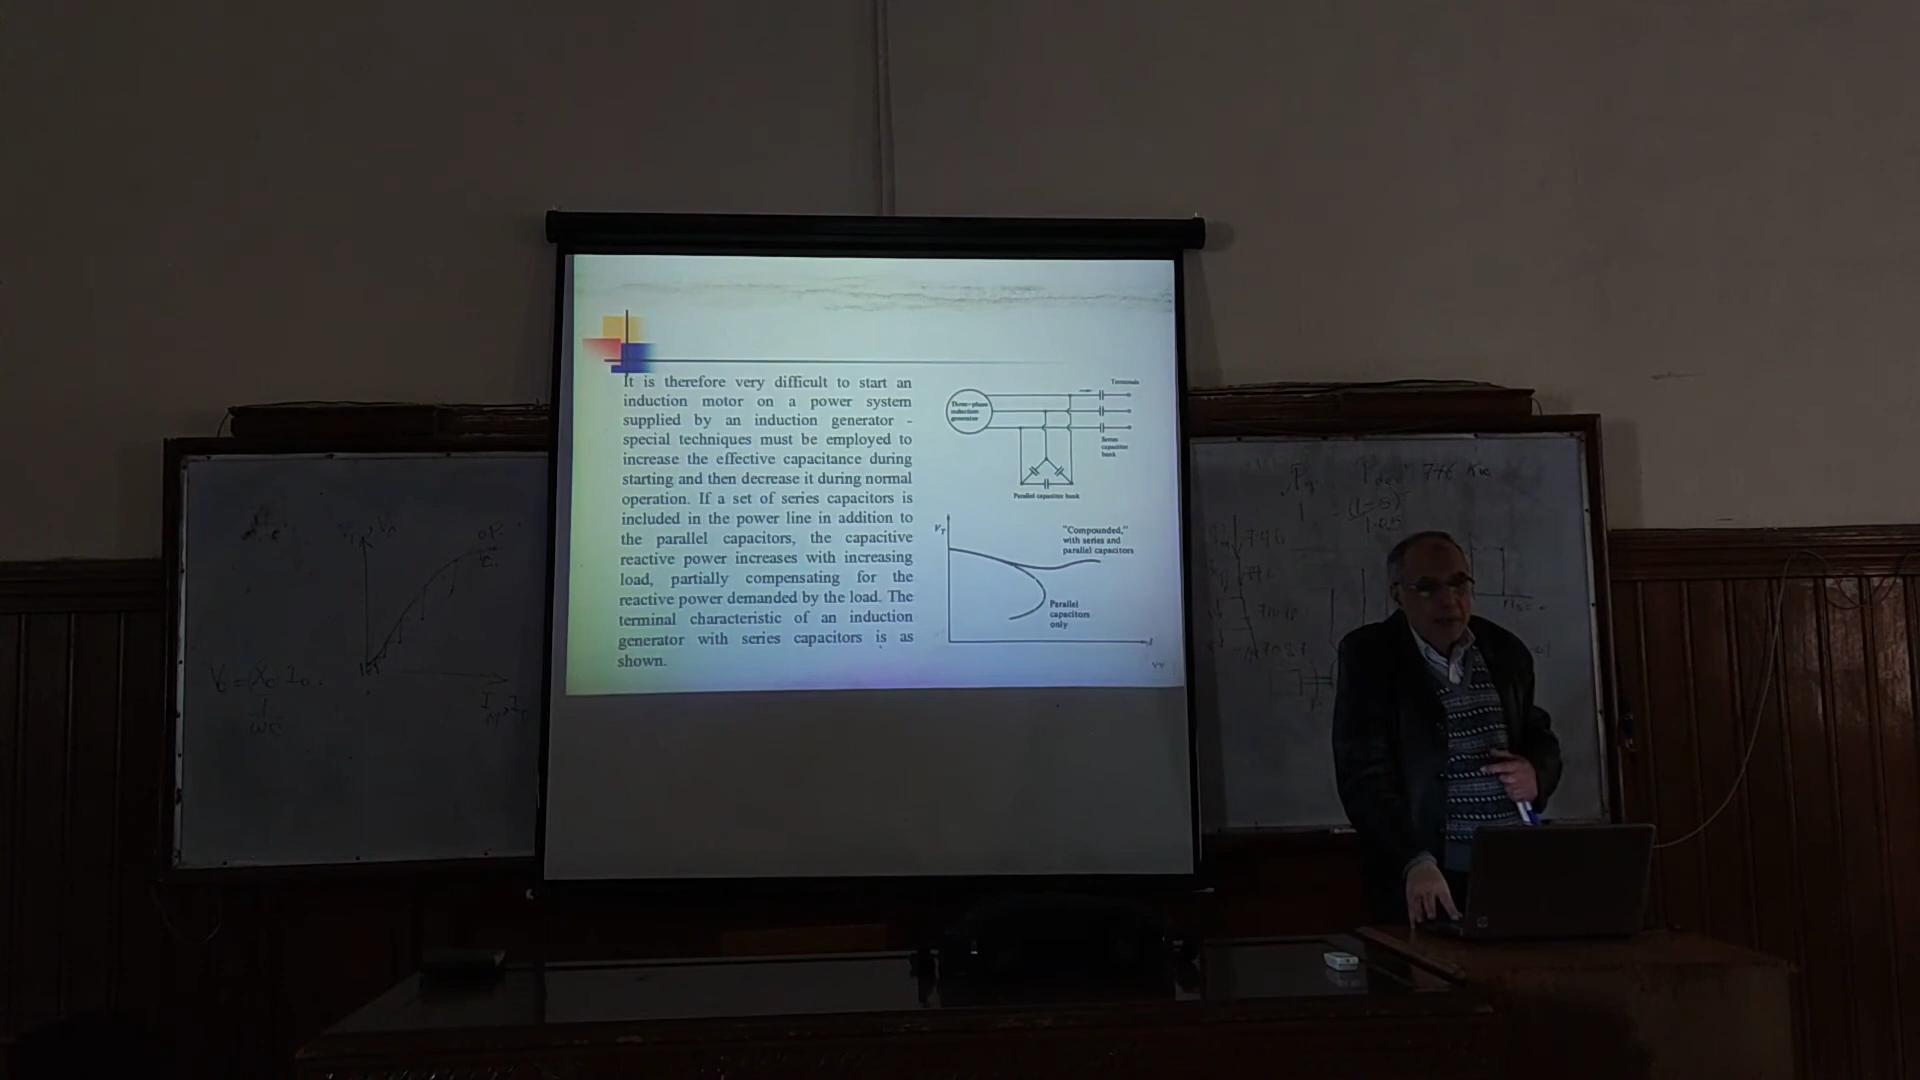 It is therefore very difficult to start an
induction motor on a power system
supplied by an induction generator -
special techniques must be employed to
increase the effective capacitance during
starting and then decrease it during normal
operation. If a set of series capacitors is
included in the power line in addition to
the parallel capacitors, the capacitive
reactive power increases with increasing
load, partially compensating for the
reactive power demanded by the load. The
terminal characteristic of an induction
generator with series capacitors is as
shown.
Terminals
Three-phase
induction
generator
Series
capacitor
bank
Parallel capacitor bank
V_T
"Compounded,"
with series and
parallel capacitors
Parallel
capacitors
only
746
(1-S)